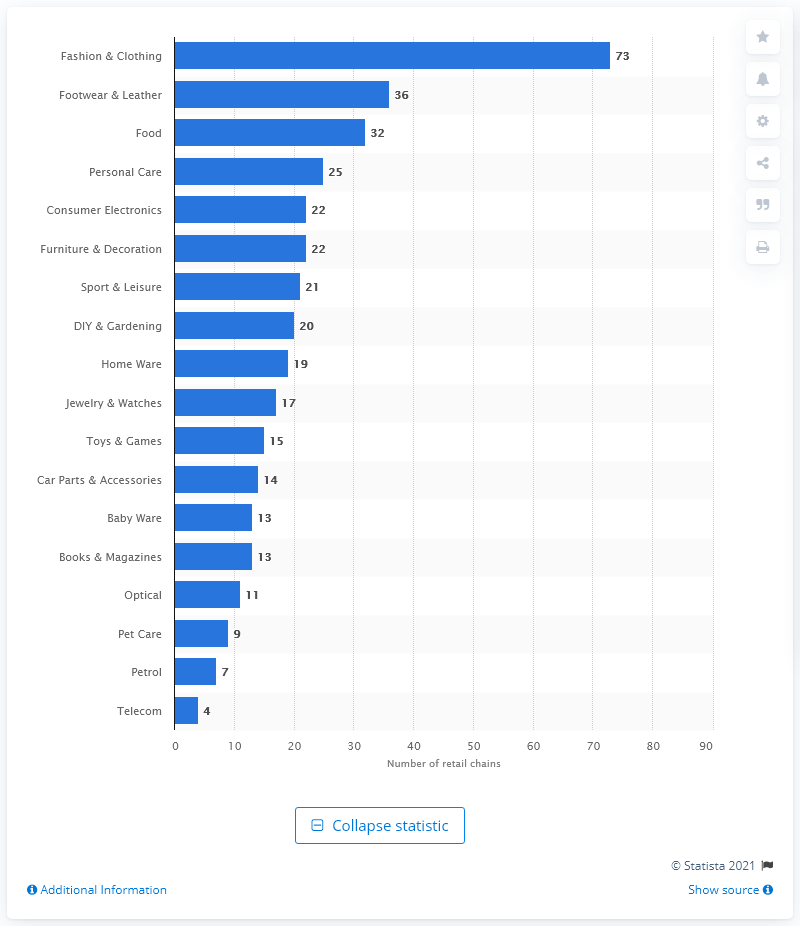 Fashion & Clothing 73
Footwear & Leather 36
Food 32
Personal Care 25
Consumer Electronics 22
Furniture & Decoration 22
Sport & Leisure 21
DIY & Gardening 20
Home Ware 19
Jewelry & Watches 17
Toys & Games 15
Car Parts & Accessories 14
Baby Ware 13
Books & Magazines 13
Optical 11
Pet Care 9
Petrol 7
Telecom 4
0 10 20 30 40 50 60 70 80 90
Number of retail chains
Collapse statistic
© Statista 2021
Additional Information Show source